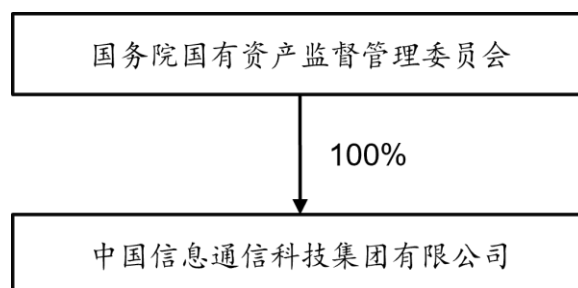 国务院国有资产监督管理委员会
100%
中国信息通信科技集团有限公司